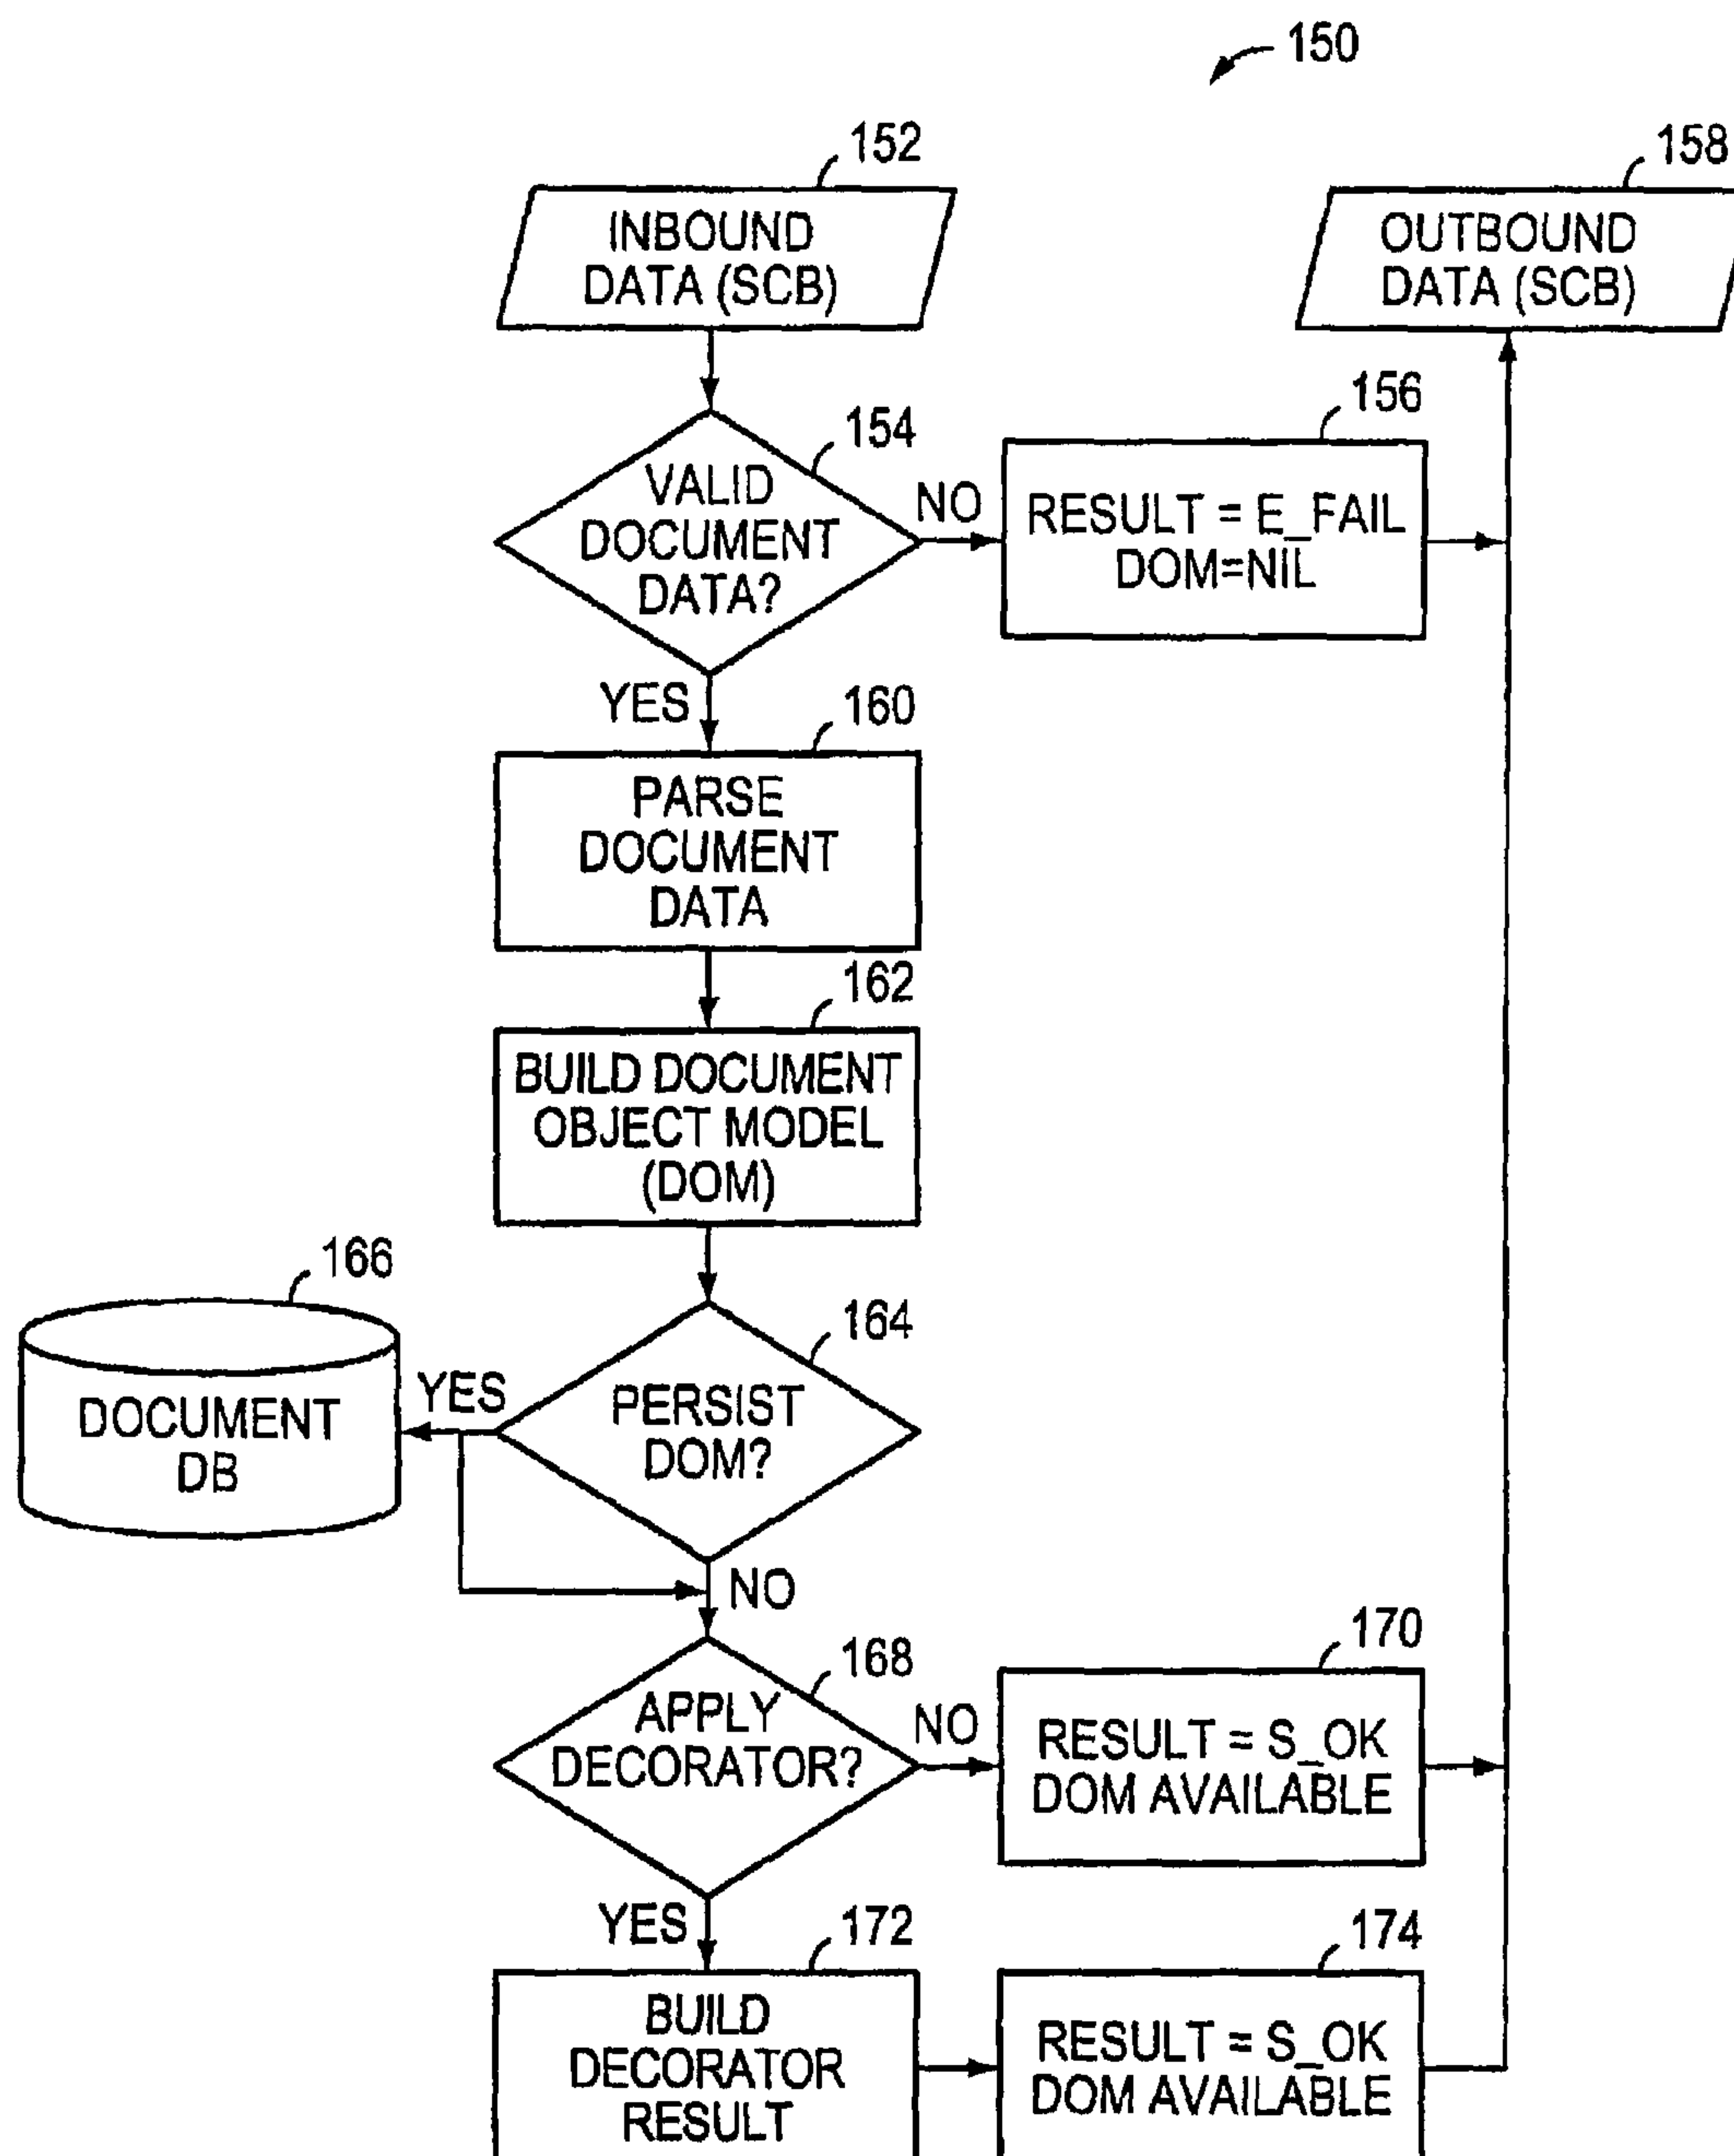 150
152
158
INBOUND
DATA (SCB)
OUTBOUND
DATA (SCB)
154
156
VALID
DOCUMENT
DATA?
NO
RESULT = E_FAIL
DOM=NIL
YES
160
PARSE
DOCUMENT
DATA
162
BUILD DOCUMENT
OBJECT MODEL
(DOM)
166
164
DOCUMENT
DB
YES
PERSIST
DOM?
NO
168
170
APPLY
DECORATOR?
NO
RESULT = S_OK
DOM AVAILABLE
YES
172
174
BUILD
DECORATOR
RESULT
RESULT = S_OK
DOM AVAILABLE